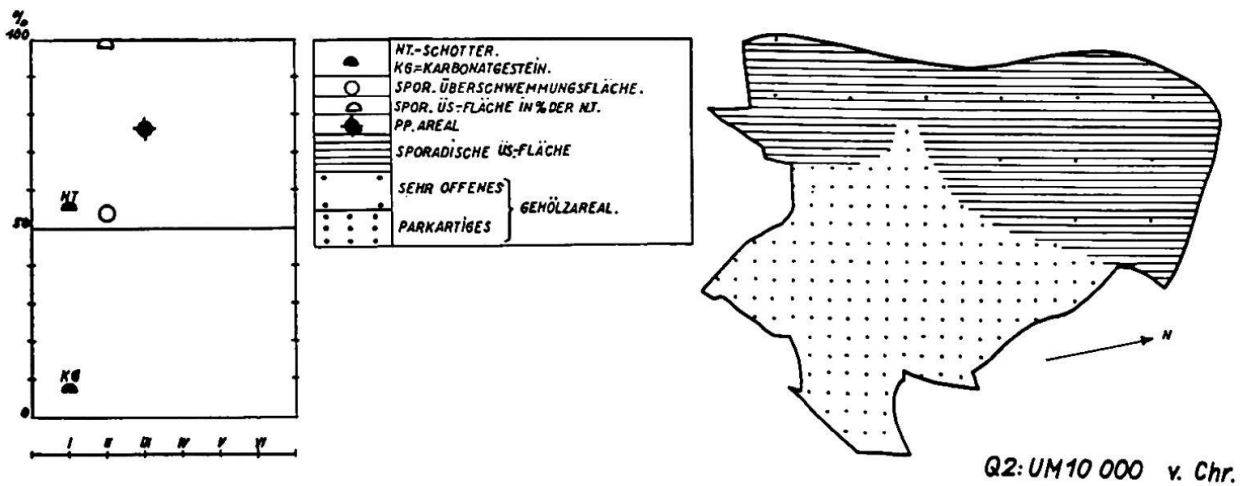 %
100
50
0
NT
KG
I II III IV V VI
NT.-SCHOTTER.
KG=KARBONATGESTEIN.
SPOR. ÜBERSCHWEMMUNGSFLÄCHE.
SPOR. ÜS-FLÄCHE IN % DER N.T.
PP. AREAL
SPORADISCHE ÜS-FLÄCHE
SEHR OFFENES
GEHÖLZAREAL.
PARKARTIGES
N
Q2: UM 10 000 v. Chr.